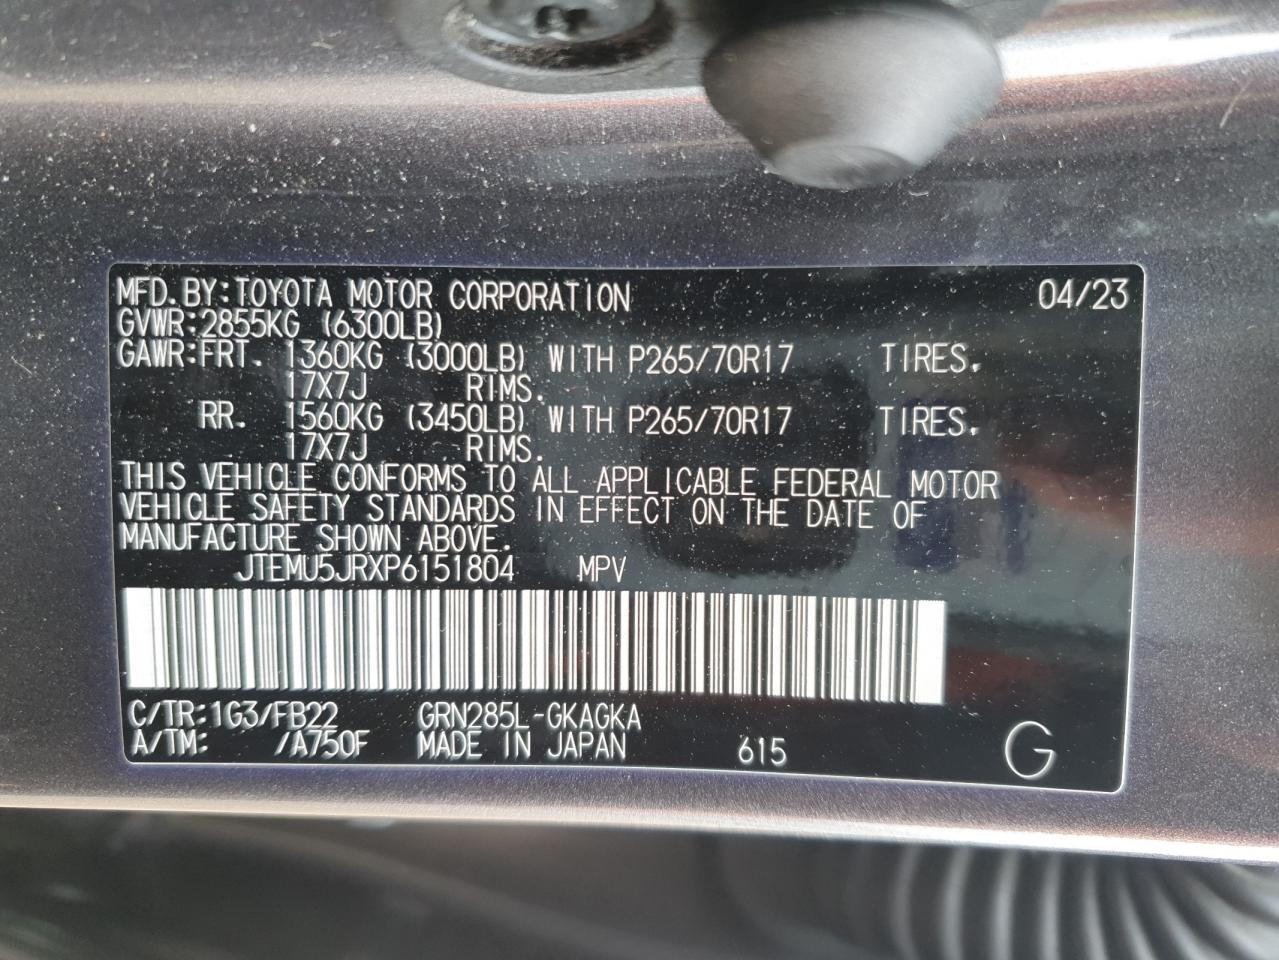 MFD.BY:TOYOTA MOTOR CORPORATION 04/23
GVWR:2855KG (6300LB)
GAWR:FRT. 1360KG (3000LB) WITH P265/70R17 TIRES.
17X7J RIMS.
RR. 1560KG (3450LB) WITH P265/70R17 TIRES.
17X7J RIMS.
THIS VEHICLE CONFORMS TO ALL APPLICABLE FEDERAL MOTOR
VEHICLE SAFETY STANDARDS IN EFFECT ON THE DATE OF
MANUFACTURE SHOWN ABOVE.
JTEMU5JRXP6151804 MPV
C/TR:1G3/FB22 GRN285L-GKAGKA
A/TM: /A750F MADE IN JAPAN 615 G